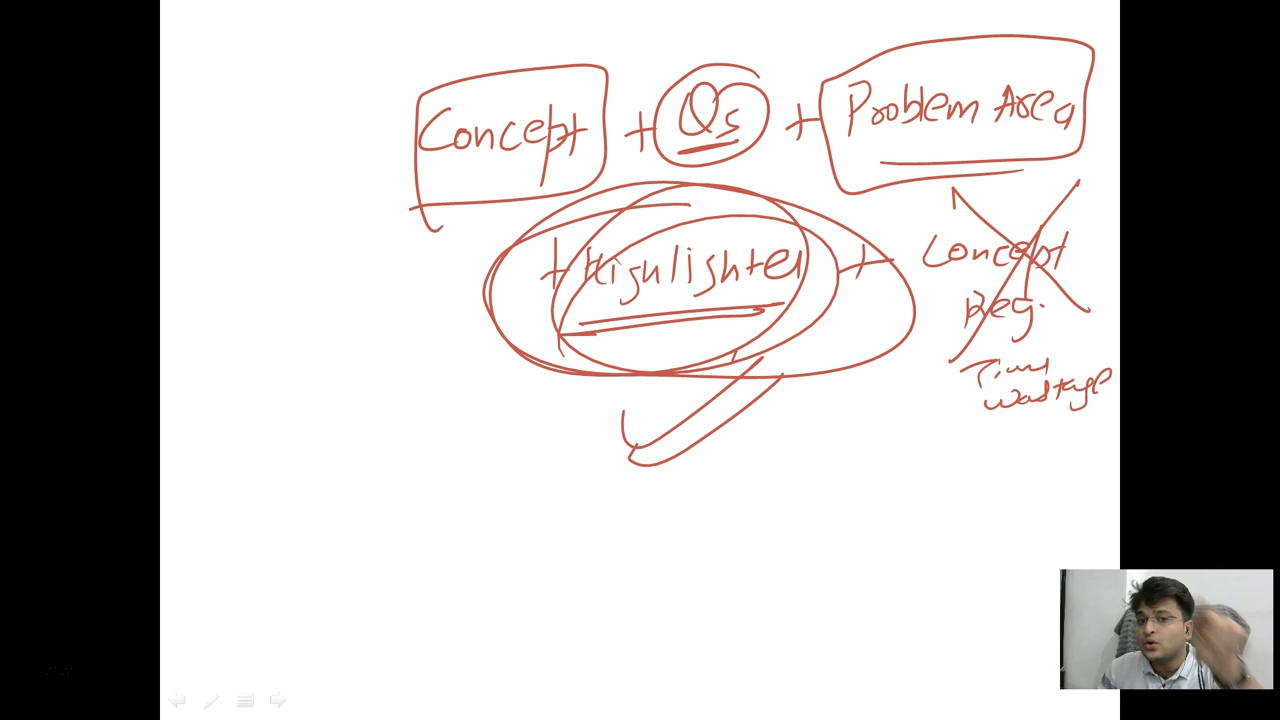 Concept + Qs + Problem Area
+ Highlighter + Concept
Reg.
Time
Wastage